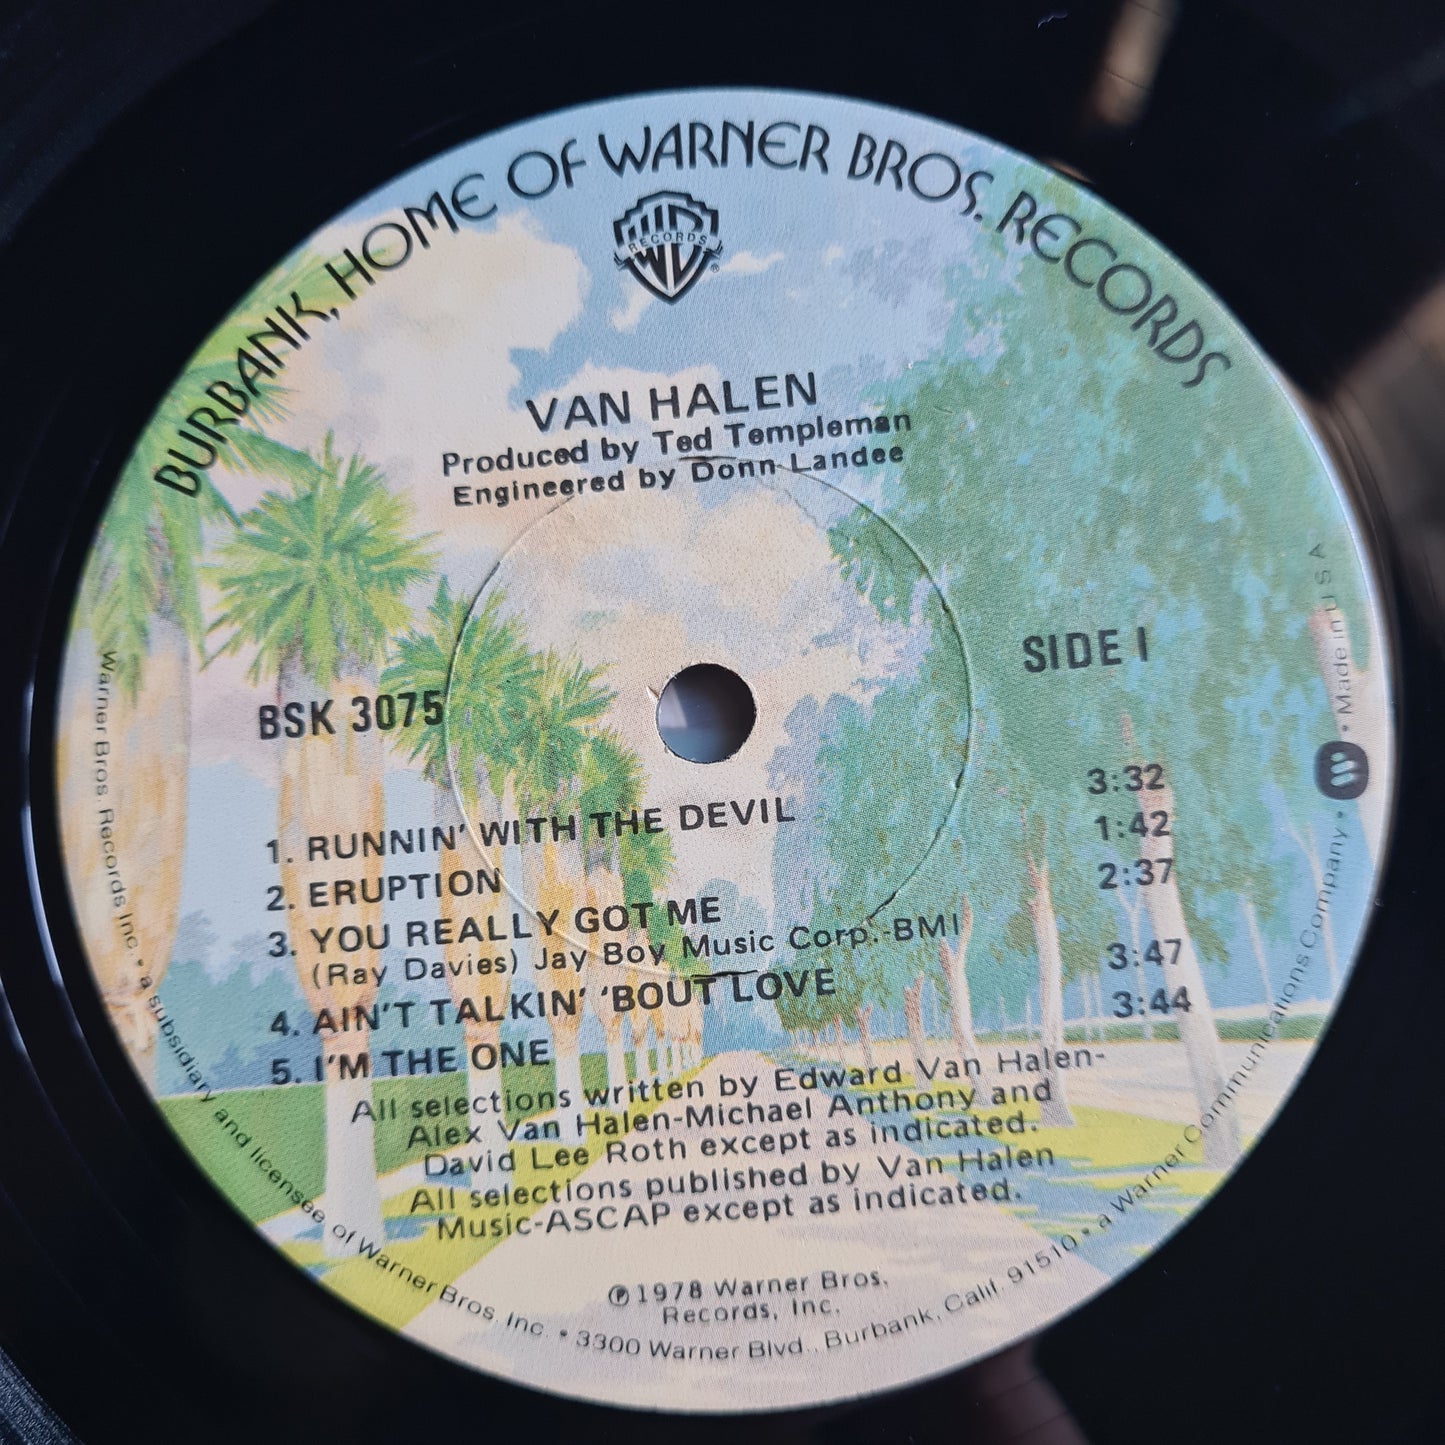 BURBANK, HOME OF WARNER BROS. RECORDS
W
RECORDS
B
®
VAN HALEN
Produced by Ted Templeman
Engineered by Donn Landee
BSK 3075
SIDE 1
1. RUNNIN' WITH THE DEVIL 3:32
2. ERUPTION 1:42
3. YOU REALLY GOT ME 2:37
(Ray Davies) Jay Boy Music Corp.-BMI
4. AIN'T TALKIN' 'BOUT LOVE 3:47
5. I'M THE ONE 3:44
All selections written by Edward Van Halen-
Alex Van Halen-Michael Anthony and
David Lee Roth except as indicated.
All selections published by Van Halen
Music-ASCAP except as indicated.
℗1978 Warner Bros.
Records, Inc.
Warner Bros. Records Inc. • a subsidiary and licensee of Warner Bros. Inc. • 3300 Warner Blvd., Burbank, Calif. 91510 • a Warner Communications Company • W • Made in U S A